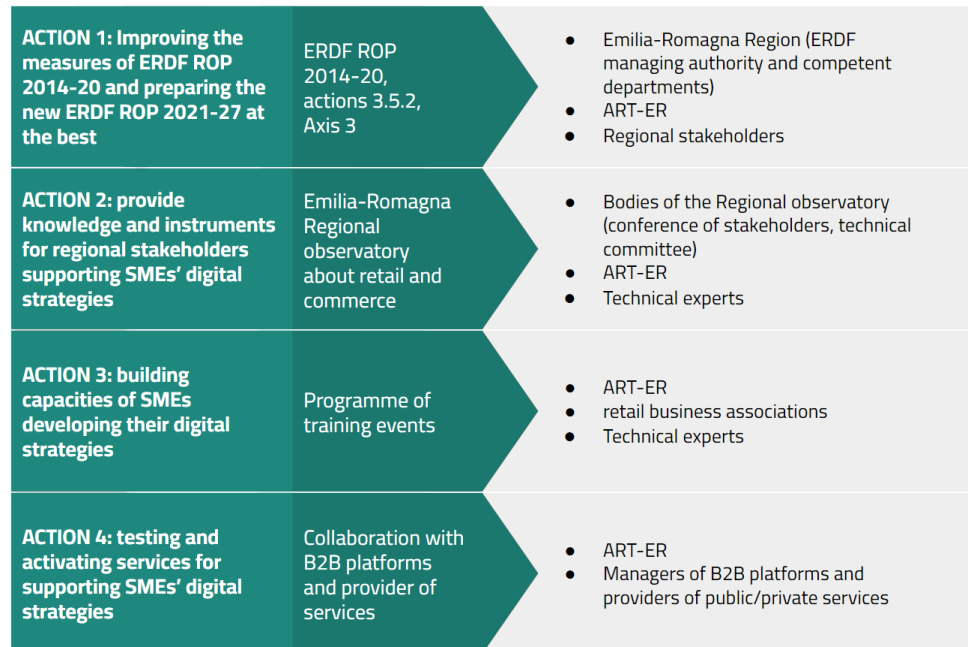 ACTION 1: Improving the
measures of ERDF ROP
2014-20 and preparing the
new ERDF ROP 2021-27 at
the best
ERDF ROP
2014-20,
actions 3.5.2,
Axis 3
● Emilia-Romagna Region (ERDF
managing authority and competent
departments)
● ART-ER
● Regional stakeholders
ACTION 2: provide
knowledge and instruments
for regional stakeholders
supporting SMEs’ digital
strategies
Emilia-Romagna
Regional
observatory
about retail and
commerce
● Bodies of the Regional observatory
(conference of stakeholders, technical
committee)
● ART-ER
● Technical experts
ACTION 3: building
capacities of SMEs
developing their digital
strategies
Programme of
training events
● ART-ER
● retail business associations
● Technical experts
ACTION 4: testing and
activating services for
supporting SMEs’ digital
strategies
Collaboration with
B2B platforms
and provider of
services
● ART-ER
● Managers of B2B platforms and
providers of public/private services